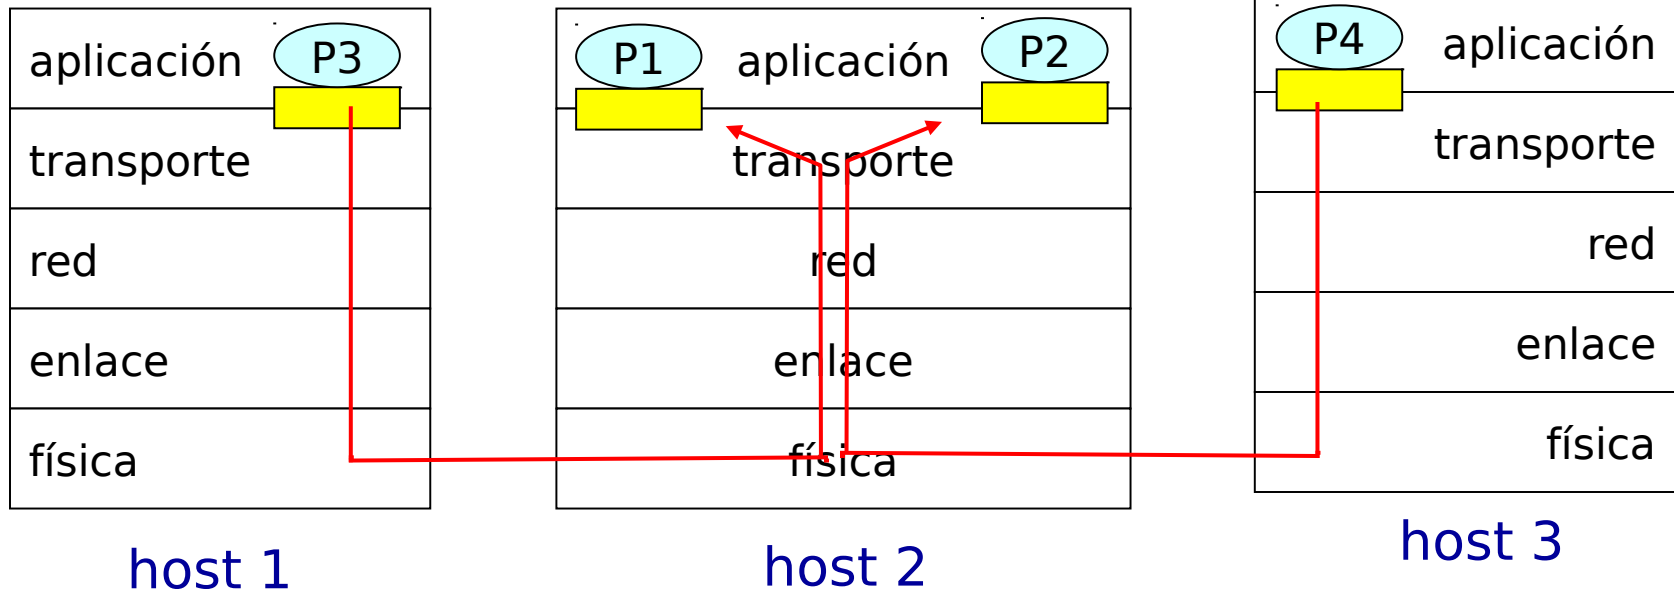 aplicación
P3
transporte
red
enlace
física
host 1
P1
aplicación
P2
transporte
red
enlace
física
host 2
P4
aplicación
transporte
red
enlace
física
host 3